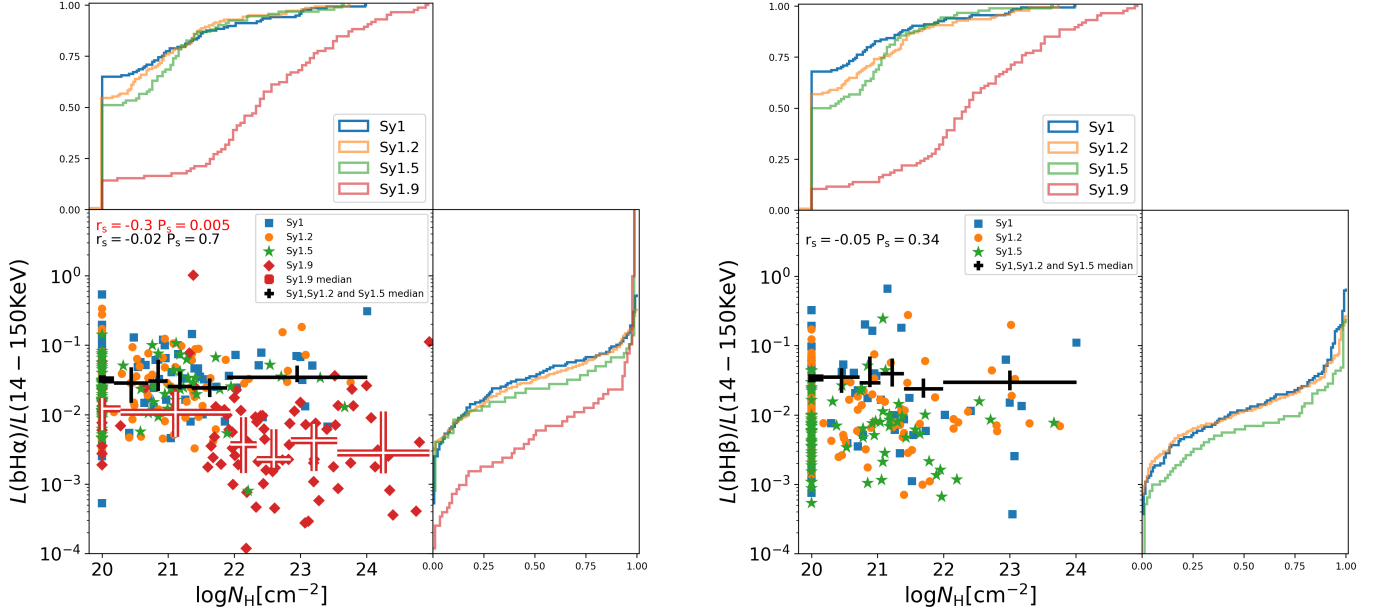 1.00
0.75
0.50
0.25
0.00
Sy1
Sy1.2
Sy1.5
Sy1.9
r_s = -0.3 P_s = 0.005
r_s = -0.02 P_s = 0.7
Sy1
Sy1.2
Sy1.5
Sy1.9
Sy1.9 median
Sy1,Sy1.2 and Sy1.5 median
L(bHα)/L(14 − 150KeV)
10^0
10^−1
10^−2
10^−3
10^−4
20 21 22 23 24
0.00 0.25 0.50 0.75 1.00
logN_H[cm^−2]
1.00
0.75
0.50
0.25
0.00
Sy1
Sy1.2
Sy1.5
Sy1.9
r_s = -0.05 P_s = 0.34
Sy1
Sy1.2
Sy1.5
Sy1,Sy1.2 and Sy1.5 median
L(bHβ)/L(14 − 150KeV)
10^0
10^−1
10^−2
10^−3
10^−4
20 21 22 23 24
0.00 0.25 0.50 0.75 1.00
logN_H[cm^−2]